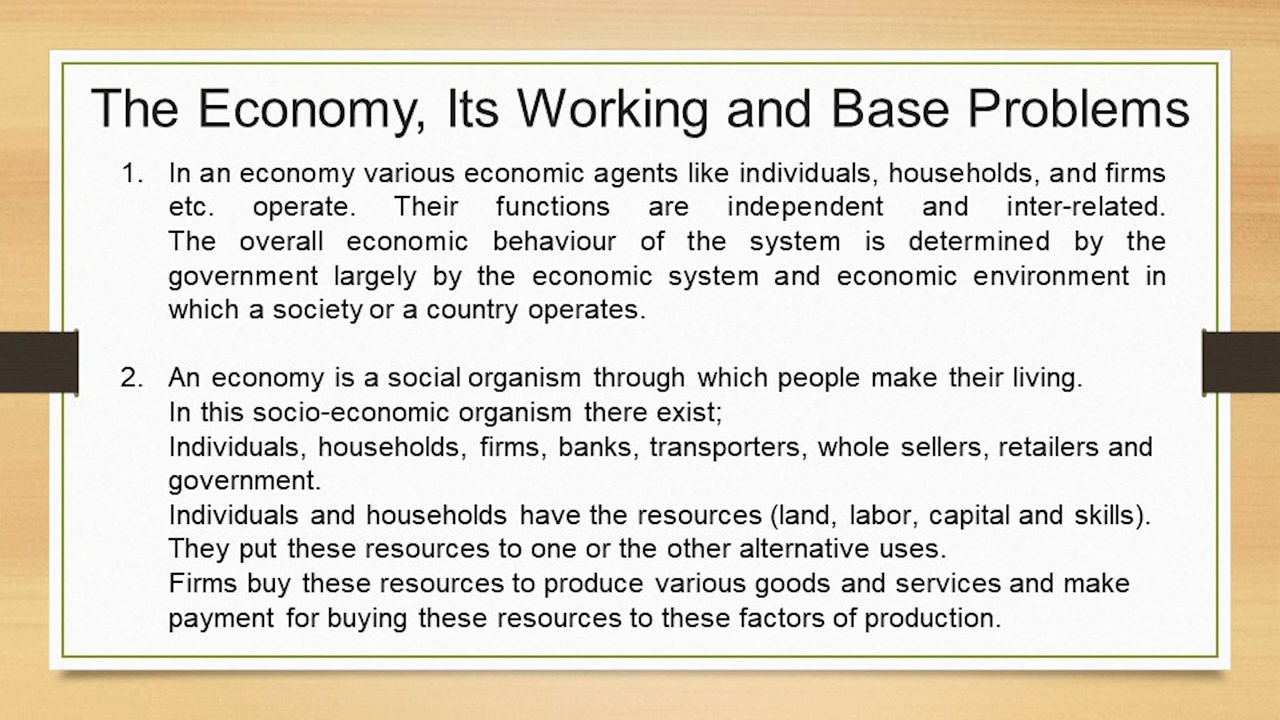 The Economy, Its Working and Base Problems
1. In an economy various economic agents like individuals, households, and firms
etc. operate. Their functions are independent and inter-related.
The overall economic behaviour of the system is determined by the
government largely by the economic system and economic environment in
which a society or a country operates.
2. An economy is a social organism through which people make their living.
In this socio-economic organism there exist;
Individuals, households, firms, banks, transporters, whole sellers, retailers and
government.
Individuals and households have the resources (land, labor, capital and skills).
They put these resources to one or the other alternative uses.
Firms buy these resources to produce various goods and services and make
payment for buying these resources to these factors of production.